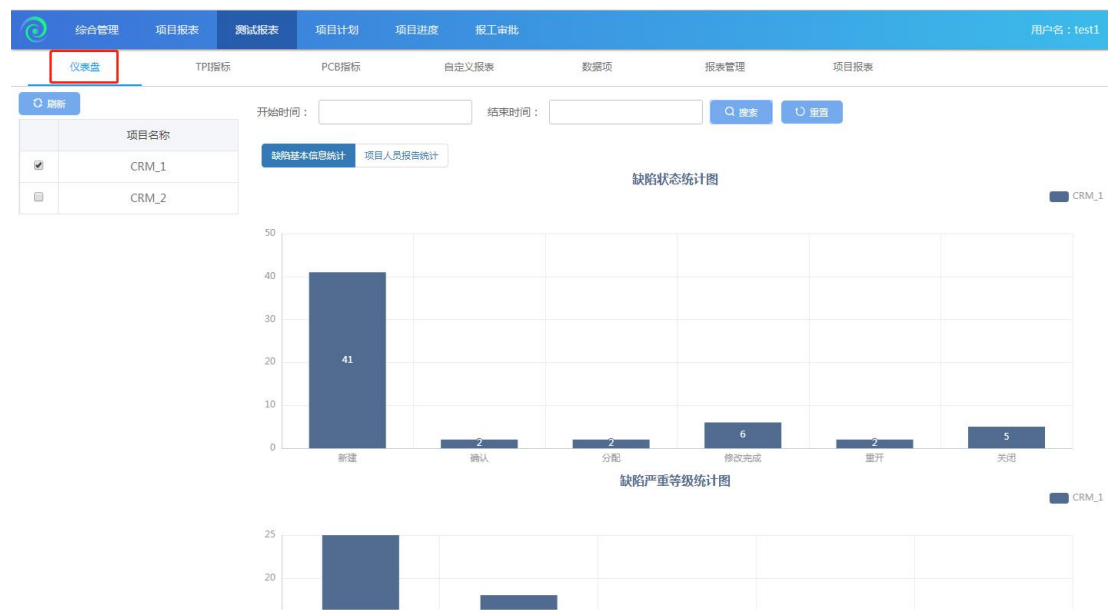 综合管理 项目报表 测试报表 项目计划 项目进度 报工审批 用户名：test1
仪表盘 TPI指标 PCB指标 自定义报表 数据项 报表管理 项目报表
刷新 开始时间： 结束时间： 搜索 重置
项目名称
CRM_1
CRM_2
缺陷基本信息统计 项目人员报告统计
缺陷状态统计图
CRM_1
50
40
30
20
10
0
41
2
2
6
2
5
新建 确认 分配 修改完成 重开 关闭
缺陷严重等级统计图
CRM_1
25
20